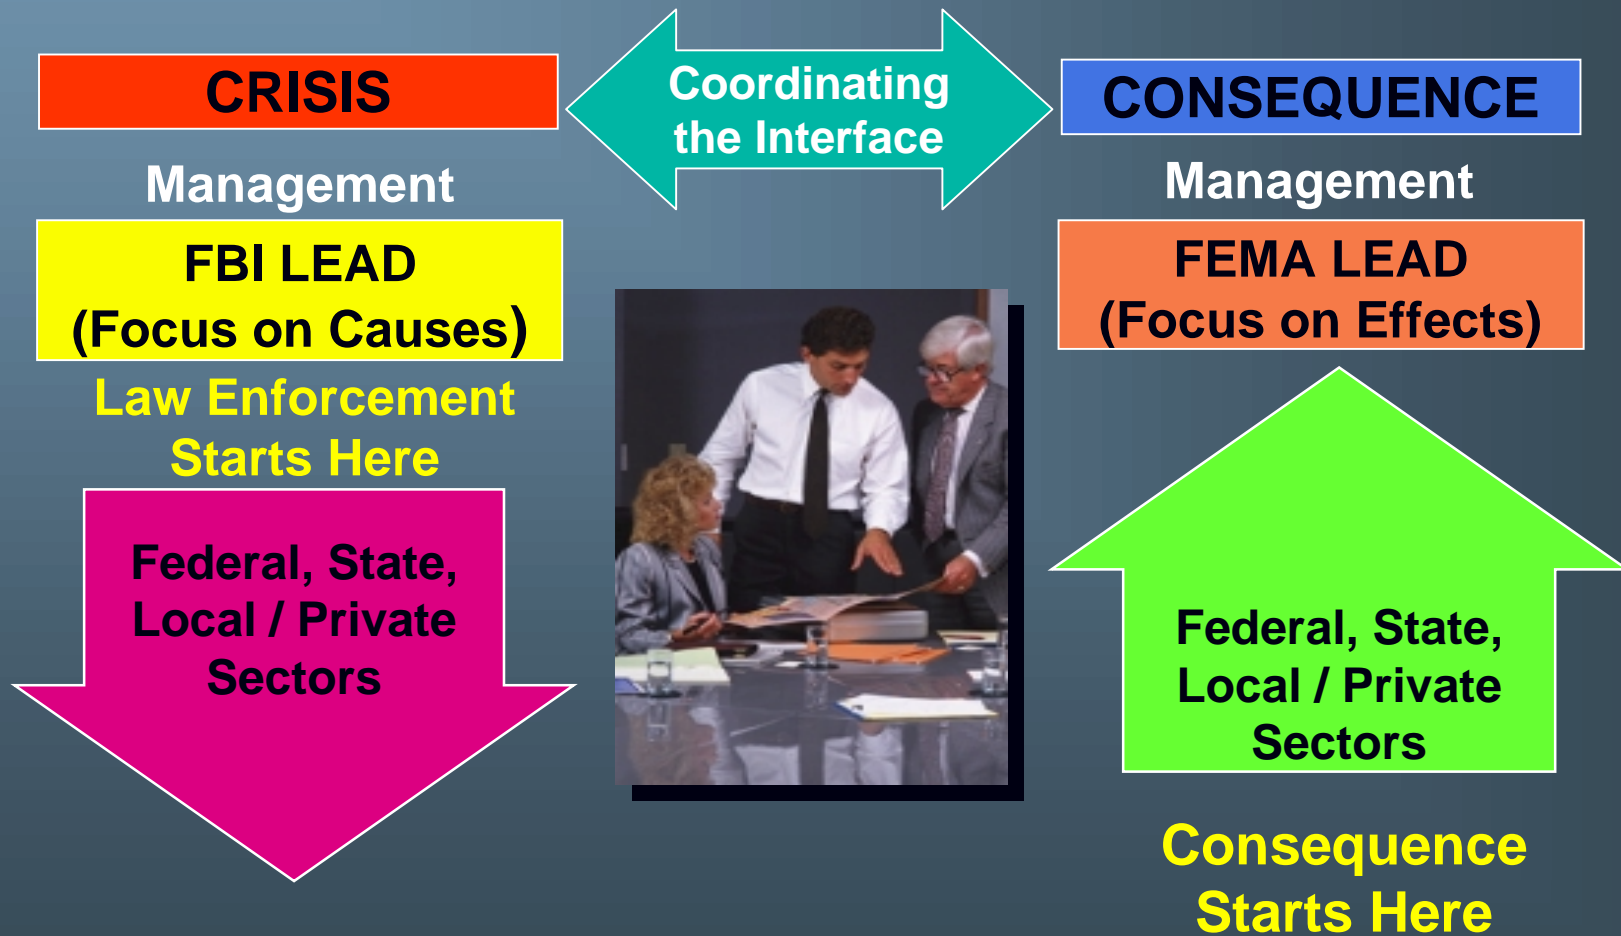 CRISIS
Management
FBI LEAD
(Focus on Causes)
Law Enforcement
Starts Here
Federal, State,
Local / Private
Sectors
Coordinating
the Interface
CONSEQUENCE
Management
FEMA LEAD
(Focus on Effects)
Federal, State,
Local / Private
Sectors
Consequence
Starts Here